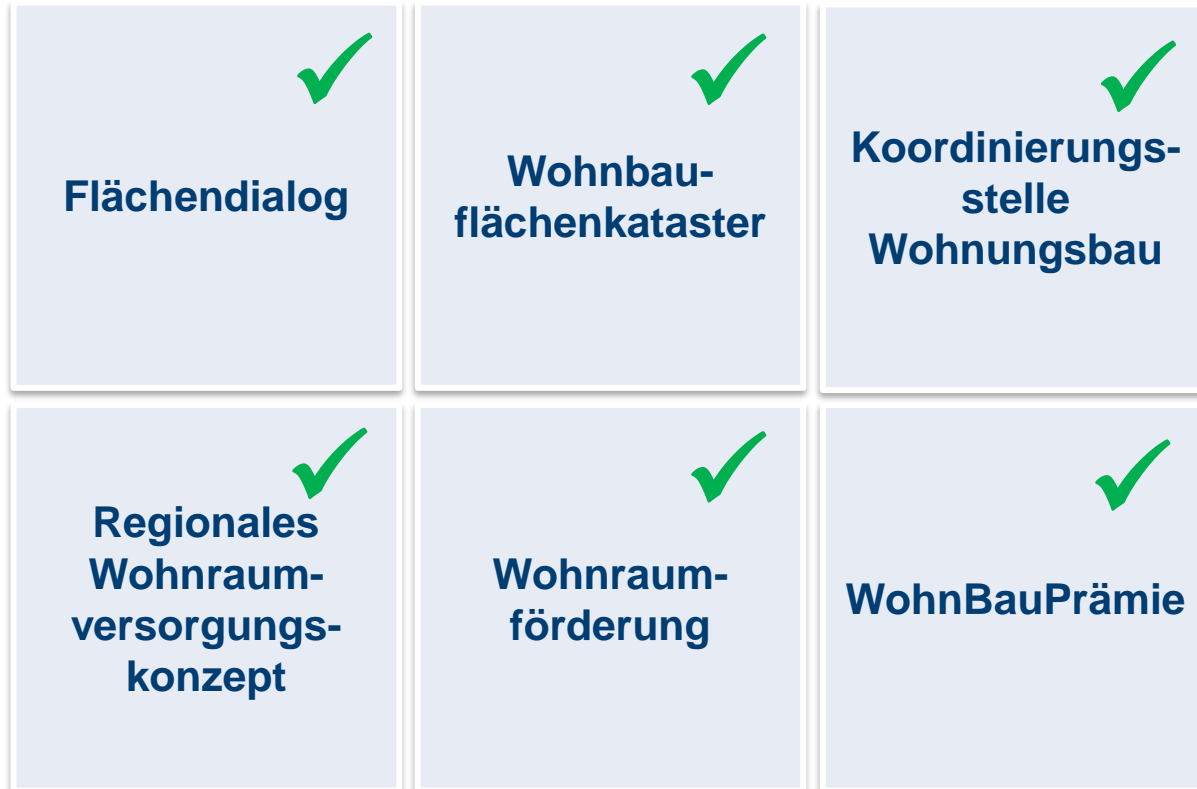 Flächendialog
Wohnbau-
flächenkataster
Koordinierungs-
stelle
Wohnungsbau
Regionales
Wohnraum-
versorgungs-
konzept
Wohnraum-
förderung
WohnBauPrämie